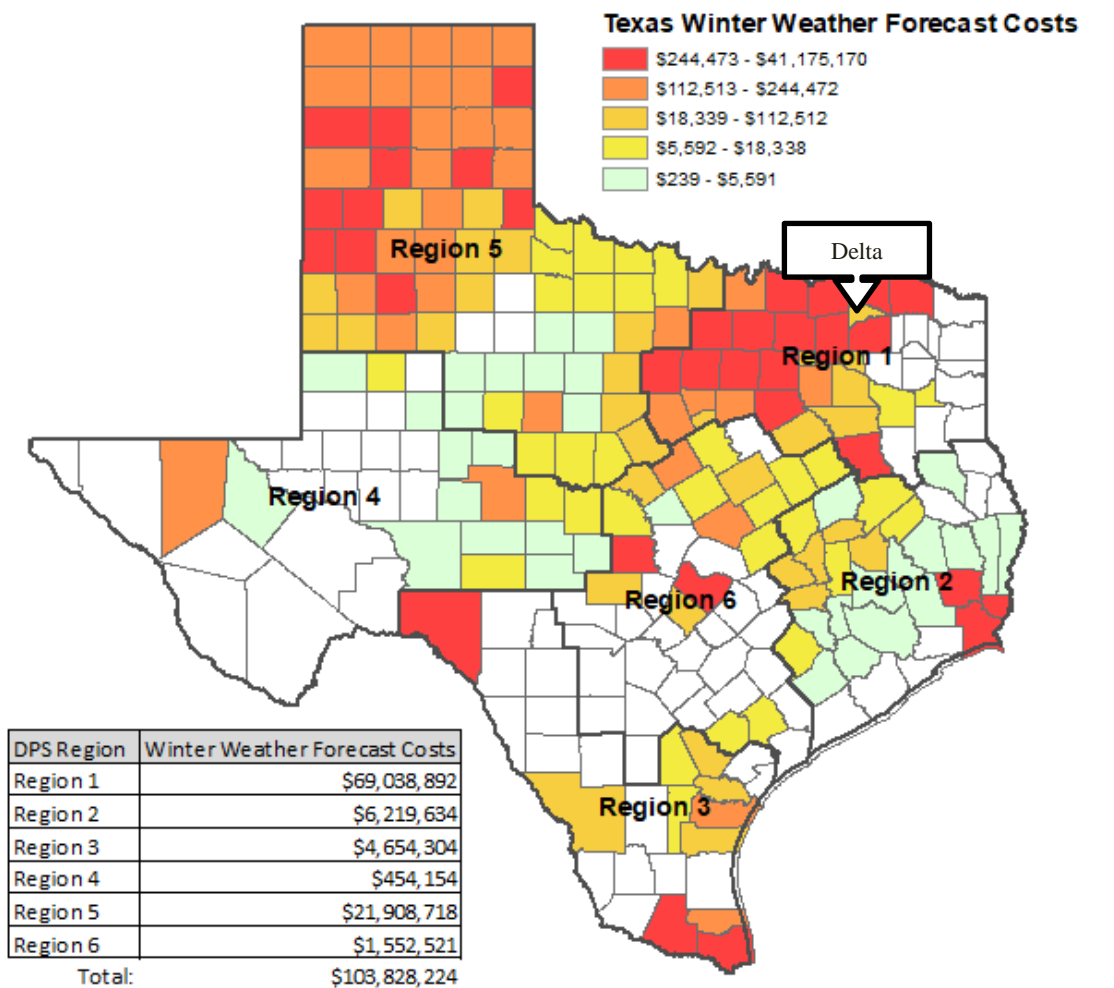 Texas Winter Weather Forecast Costs
$244,473 - $41,175,170
$112,513 - $244,472
$18,339 - $112,512
$5,592 - $18,338
$239 - $5,591
Delta
Region 5
Region 1
Region 4
Region 2
Region 6
Region 3
DPS Region Winter Weather Forecast Costs
Region 1 $69,038,892
Region 2 $6,219,634
Region 3 $4,654,304
Region 4 $454,154
Region 5 $21,908,718
Region 6 $1,552,521
Total: $103,828,224